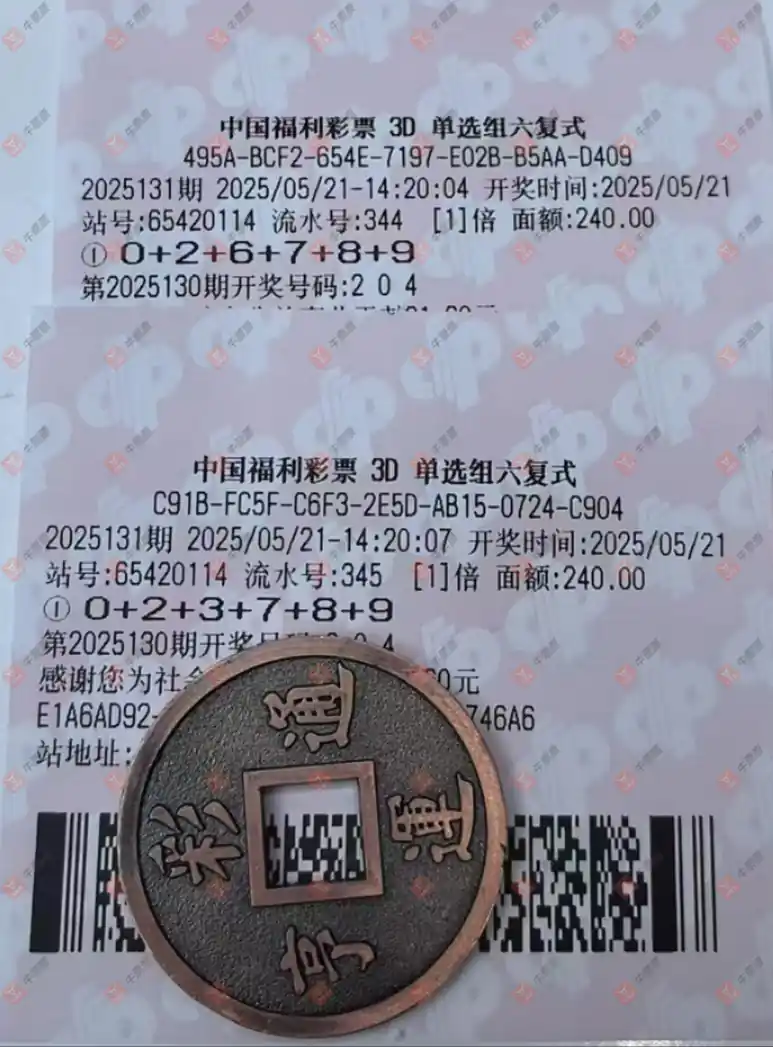 中国福利彩票 3D 单选组六复式
495A-BCF2-654E-7197-E02B-B5AA-D409
2025131期 2025/05/21-14:20:04 开奖时间:2025/05/21
站号:65420114 流水号:344 [1]倍 面额:240.00
① 0+2+6+7+8+9
第2025130期开奖号码:2 0 4
中国福利彩票 3D 单选组六复式
C91B-FC5F-C6F3-2E5D-AB15-0724-C904
2025131期 2025/05/21-14:20:07 开奖时间:2025/05/21
站号:65420114 流水号:345 [1]倍 面额:240.00
① 0+2+3+7+8+9
第2025130期开奖 4
感谢您为社会 0元
E1A6AD92- 746A6
站地址:
通
彩 運
亨